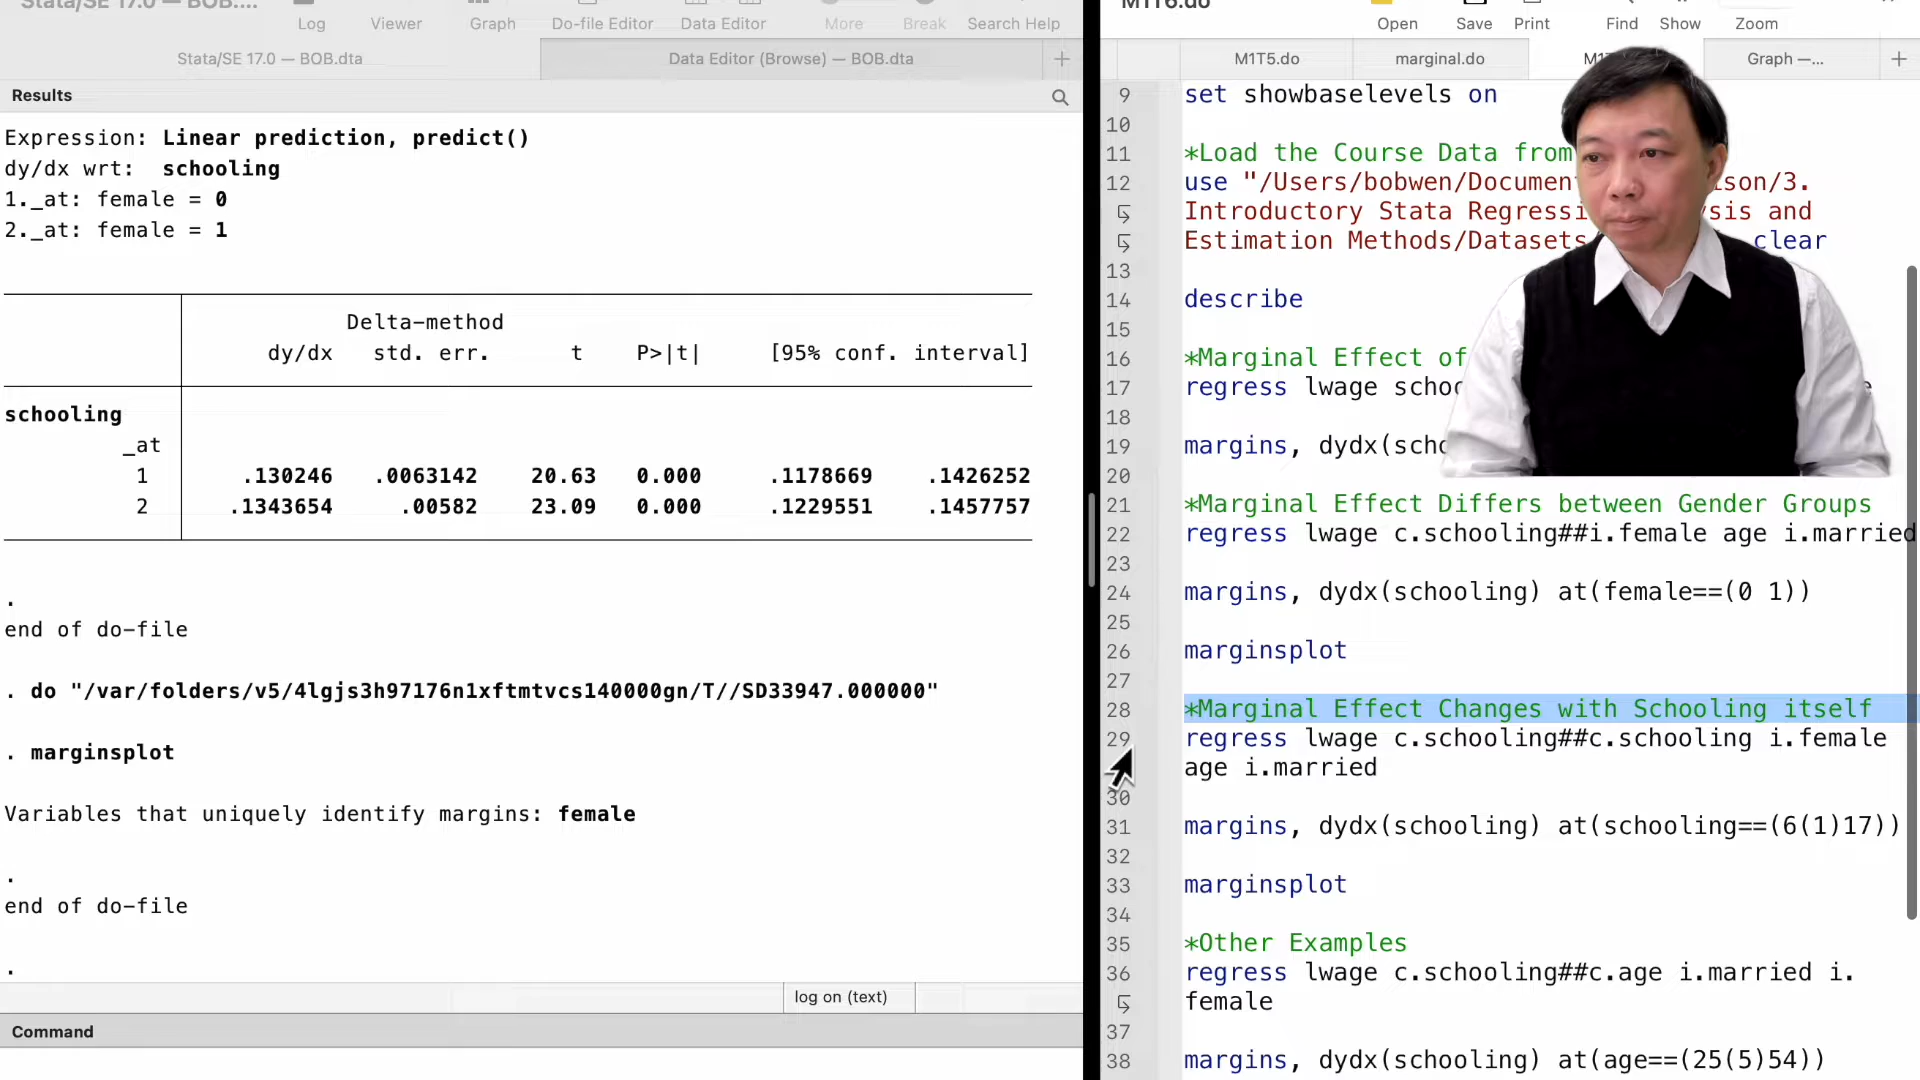 Stata/SE 17.0 — BOB....
Log
Viewer
Graph
Do-file Editor
Data Editor
More
Break
Search Help
Stata/SE 17.0 — BOB.dta
Data Editor (Browse) — BOB.dta
+
Results
Expression: Linear prediction, predict()
dy/dx wrt: schooling
1._at: female = 0
2._at: female = 1
Delta-method
dy/dx std. err. t P>|t| [95% conf. interval]
schooling
_at
1 .130246 .0063142 20.63 0.000 .1178669 .1426252
2 .1343654 .00582 23.09 0.000 .1229551 .1457757
.
end of do-file
. do "/var/folders/v5/4lgjs3h97176n1xftmtvcs140000gn/T//SD33947.000000"
. marginsplot
Variables that uniquely identify margins: female
.
end of do-file
.
log on (text)
Command
M1T6.do
Open
Save
Print
Find
Show
Zoom
M1T5.do
marginal.do
Graph —...
+
9 set showbaselevels on
10
11 *Load the Course Data from
12 use "/Users/bobwen/Documen ison/3.
Introductory Stata Regressi ysis and
Estimation Methods/Datasets clear
13
14 describe
15
16 *Marginal Effect of
17 regress lwage
18
19 margins,
20
21 *Marginal Effect Differs between Gender Groups
22 regress lwage c.schooling##i.female age i.married
23
24 margins, dydx(schooling) at(female==(0 1))
25
26 marginsplot
27
28 *Marginal Effect Changes with Schooling itself
29 regress lwage c.schooling##c.schooling i.female
age i.married
30
31 margins, dydx(schooling) at(schooling==(6(1)17))
32
33 marginsplot
34
35 *Other Examples
36 regress lwage c.schooling##c.age i.married i.
female
37
38 margins, dydx(schooling) at(age==(25(5)54))